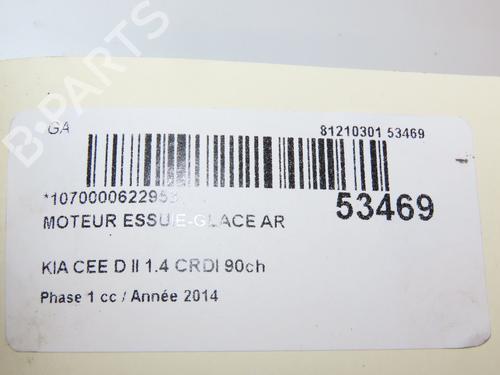 GA
81210301 53469
*1070000622953
53469
MOTEUR ESSUIE-GLACE AR
KIA CEE D II 1.4 CRDI 90ch
Phase 1 cc / Année 2014
B-PARTS